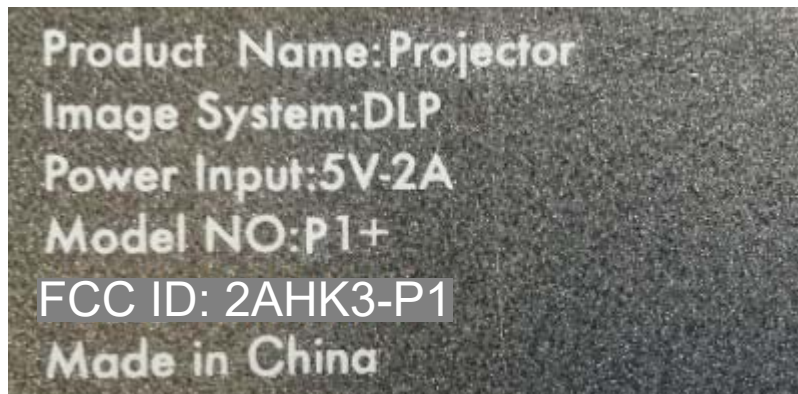 Product Name:Projector
Image System:DLP
Power Input:5V-2A
Model NO:P1+
FCC ID: 2AHK3-P1
Made in China